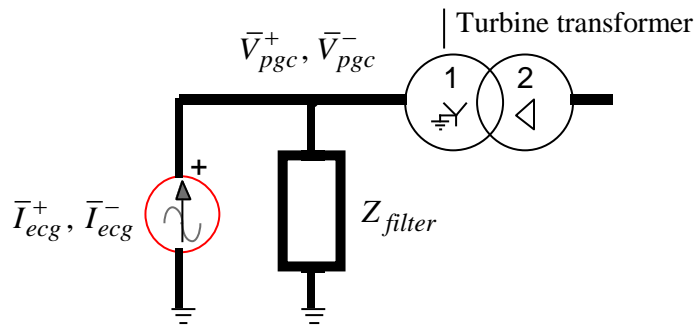 Turbine transformer
V̅⁺pgc, V̅⁻pgc
1 2
+
I̅⁺ecg, I̅⁻ecg
Zfilter